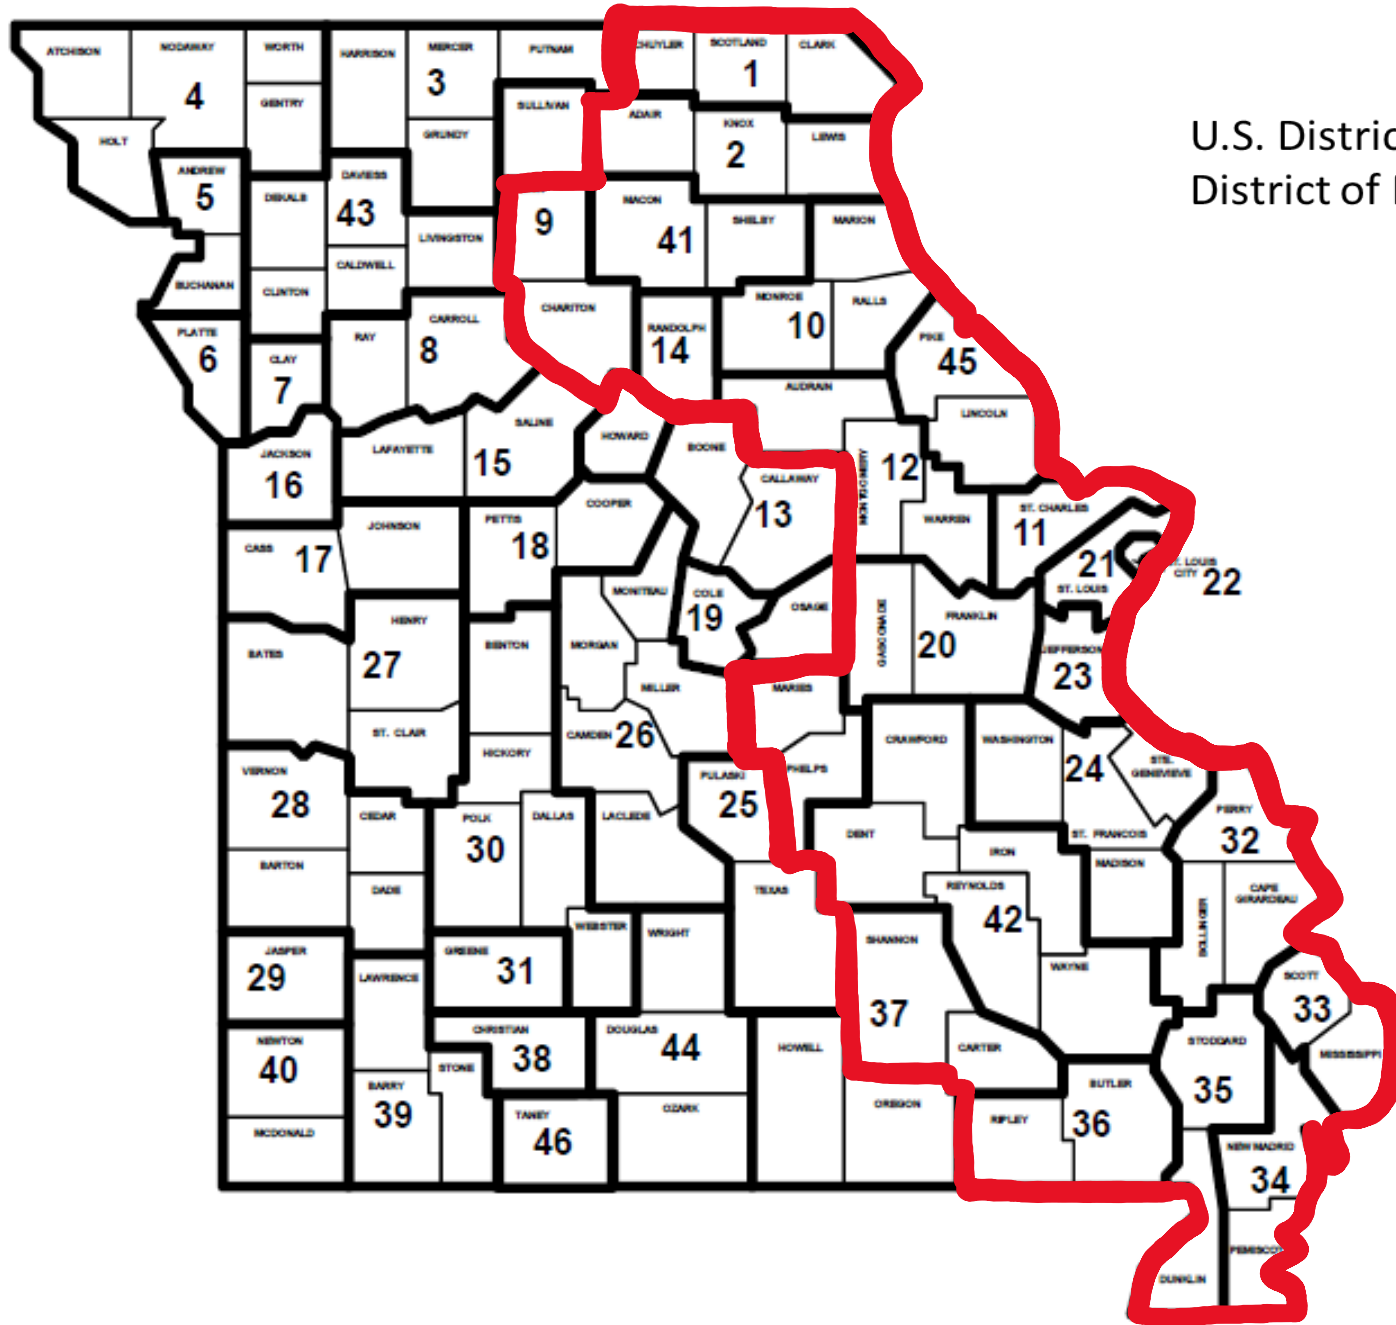 U.S. Distric
District of
ATCHISON
NODAWAY
4
WORTH
GENTRY
HARRISON
MERCER
3
GRUNDY
PUTNAM
SULLIVAN
CHUYLER
SCOTLAND
1
CLARK
HOLT
ANDREW
5
DEKALB
DAVIESS
43
CALDWELL
LIVINGSTON
9
ADAIR
KNOX
2
LEWIS
MACON
41
SHELBY
MARION
BUCHANAN
CLINTON
PLATTE
6
CLAY
7
RAY
CARROLL
8
CHARITON
RANDOLPH
14
MONROE
10
RALLS
PIKE
45
LINCOLN
AUDRAIN
JACKSON
16
LAFAYETTE
SALINE
15
HOWARD
BOONE
CALLAWAY
13
MONTGOMERY
12
WARREN
ST. CHARLES
11
21
ST. LOUIS
ST. LOUIS
CITY
22
CASS
17
JOHNSON
PETTIS
18
COOPER
MONITEAU
COLE
19
OSAGE
GASCONADE
20
FRANKLIN
JEFFERSON
23
BATES
HENRY
27
ST. CLAIR
BENTON
HICKORY
MORGAN
MILLER
CAMDEN
26
MARIES
PHELPS
PULASKI
25
CRAWFORD
WASHINGTON
24
STE.
GENEVIEVE
ST. FRANCOIS
PERRY
32
VERNON
28
BARTON
CEDAR
DADE
POLK
30
DALLAS
LACLEDE
TEXAS
DENT
IRON
REYNOLDS
42
MADISON
BOLLINGER
CAPE
GIRARDEAU
JASPER
29
LAWRENCE
GREENE
31
WEBSTER
WRIGHT
SHANNON
37
WAYNE
SCOTT
33
MISSISSIPPI
NEWTON
40
MCDONALD
BARRY
39
STONE
CHRISTIAN
38
DOUGLAS
44
TANEY
46
OZARK
HOWELL
OREGON
CARTER
RIPLEY
BUTLER
36
STODDARD
35
NEW MADRID
34
DUNKLIN
PEMISCO